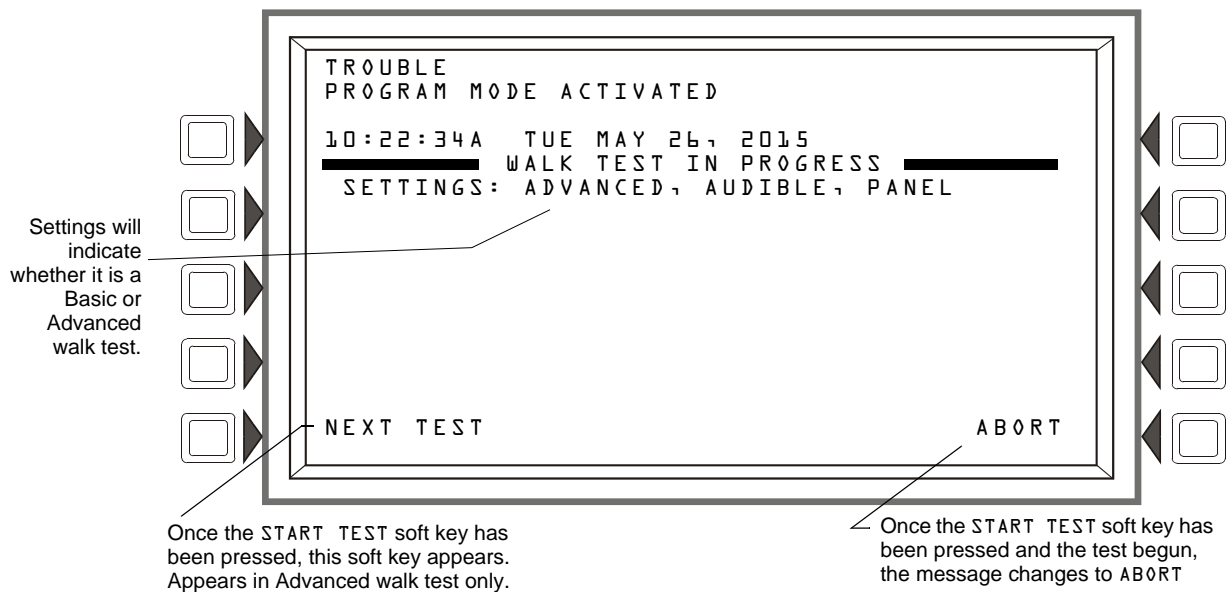 TROUBLE
PROGRAM MODE ACTIVATED
10:22:34A TUE MAY 26, 2015
WALK TEST IN PROGRESS
SETTINGS: ADVANCED, AUDIBLE, PANEL
Settings will
indicate
whether it is a
Basic or
Advanced
walk test.
NEXT TEST
ABORT
Once the START TEST soft key has
been pressed, this soft key appears.
Appears in Advanced walk test only.
Once the START TEST soft key has
been pressed and the test begun,
the message changes to ABORT